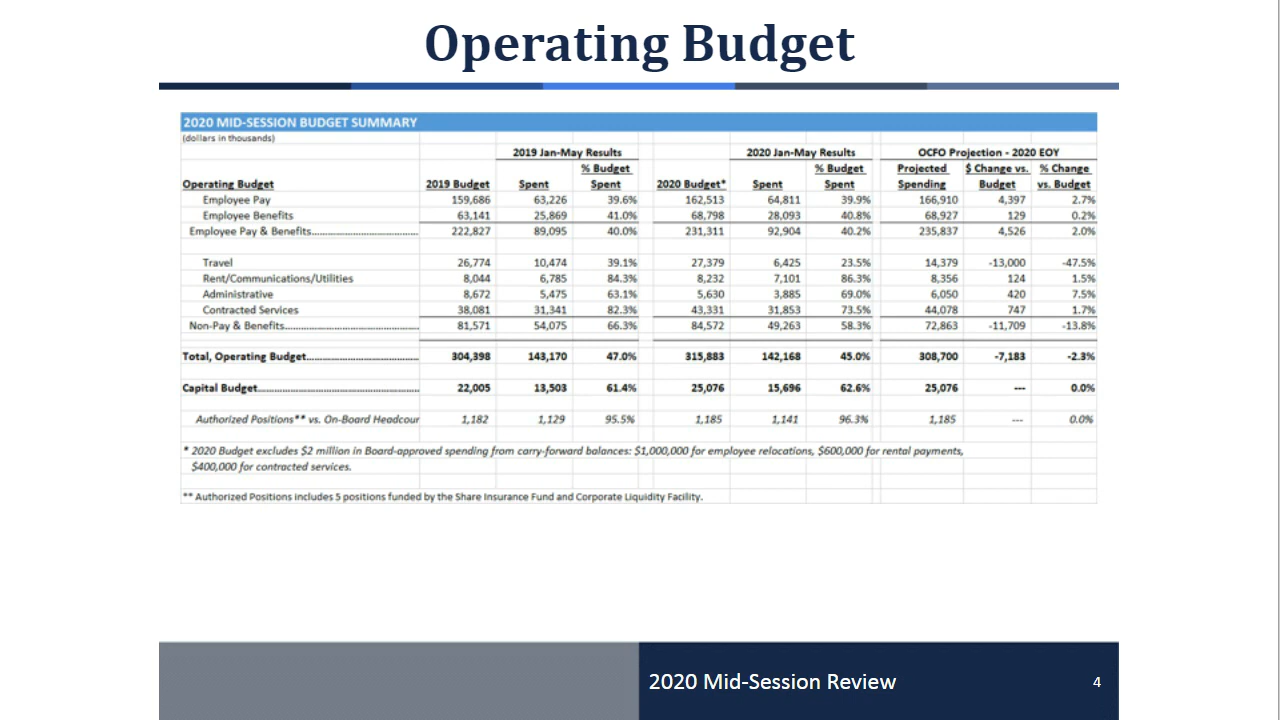 Operating Budget
2020 MID-SESSION BUDGET SUMMARY
(dollars in thousands)
2019 Jan-May Results 2020 Jan-May Results OCFO Projection - 2020 EOY
% Budget % Budget Projected $ Change vs. % Change
Operating Budget 2019 Budget Spent Spent 2020 Budget* Spent Spent Spending Budget vs. Budget
Employee Pay 159,686 63,226 39.6% 162,513 64,811 39.9% 166,910 4,397 2.7%
Employee Benefits 63,141 25,869 41.0% 68,798 28,093 40.8% 68,927 129 0.2%
Employee Pay & Benefits 222,827 89,095 40.0% 231,311 92,904 40.2% 235,837 4,526 2.0%
Travel 26,774 10,474 39.1% 27,379 6,425 23.5% 14,379 -13,000 -47.5%
Rent/Communications/Utilities 8,044 6,785 84.3% 8,232 7,101 86.3% 8,356 124 1.5%
Administrative 8,672 5,475 63.1% 5,630 3,885 69.0% 6,050 420 7.5%
Contracted Services 38,081 31,341 82.3% 43,331 31,853 73.5% 44,078 747 1.7%
Non-Pay & Benefits 81,571 54,075 66.3% 84,572 49,263 58.3% 72,863 -11,709 -13.8%
Total, Operating Budget 304,398 143,170 47.0% 315,883 142,168 45.0% 308,700 -7,183 -2.3%
Capital Budget 22,005 13,503 61.4% 25,076 15,696 62.6% 25,076 --- 0.0%
Authorized Positions** vs. On-Board Headcour 1,182 1,129 95.5% 1,185 1,141 96.3% 1,185 --- 0.0%
* 2020 Budget excludes $2 million in Board-approved spending from carry-forward balances: $1,000,000 for employee relocations, $600,000 for rental payments,
$400,000 for contracted services.
** Authorized Positions includes 5 positions funded by the Share Insurance Fund and Corporate Liquidity Facility.
2020 Mid-Session Review 4